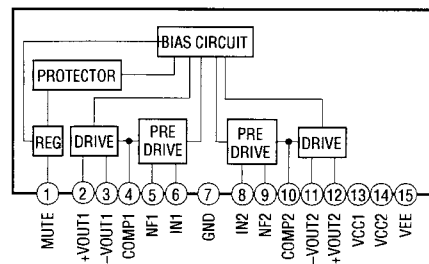 BIAS CIRCUIT
PROTECTOR
REG
DRIVE
PRE
DRIVE
PRE
DRIVE
DRIVE
1
2
3
4
5
6
7
8
9
10
11
12
13
14
15
MUTE
+VOUT1
−VOUT1
COMP1
NF1
IN1
GND
IN2
NF2
COMP2
−VOUT2
+VOUT2
VCC1
VCC2
VEE